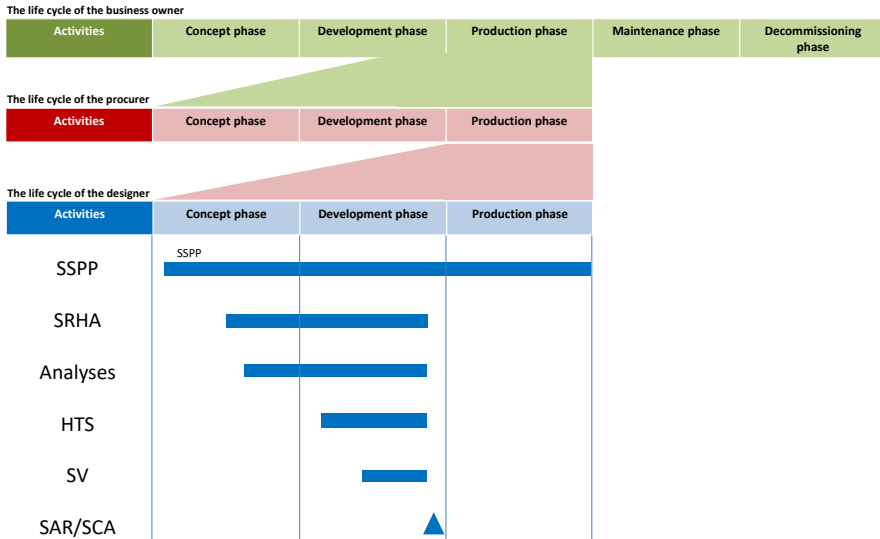 The life cycle of the business owner
Activities Concept phase Development phase Production phase Maintenance phase Decommissioning
phase
The life cycle of the procurer
Activities Concept phase Development phase Production phase
The life cycle of the designer
Activities Concept phase Development phase Production phase
SSPP
SSPP
SRHA
Analyses
HTS
SV
SAR/SCA